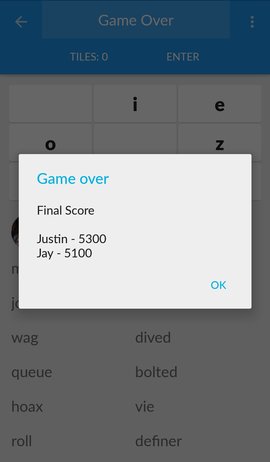 Game Over
TILES: 0 ENTER
i e
o z
Game over
Final Score
Justin - 5300
Jay - 5100
OK
wag dived
queue bolted
hoax vie
roll definer